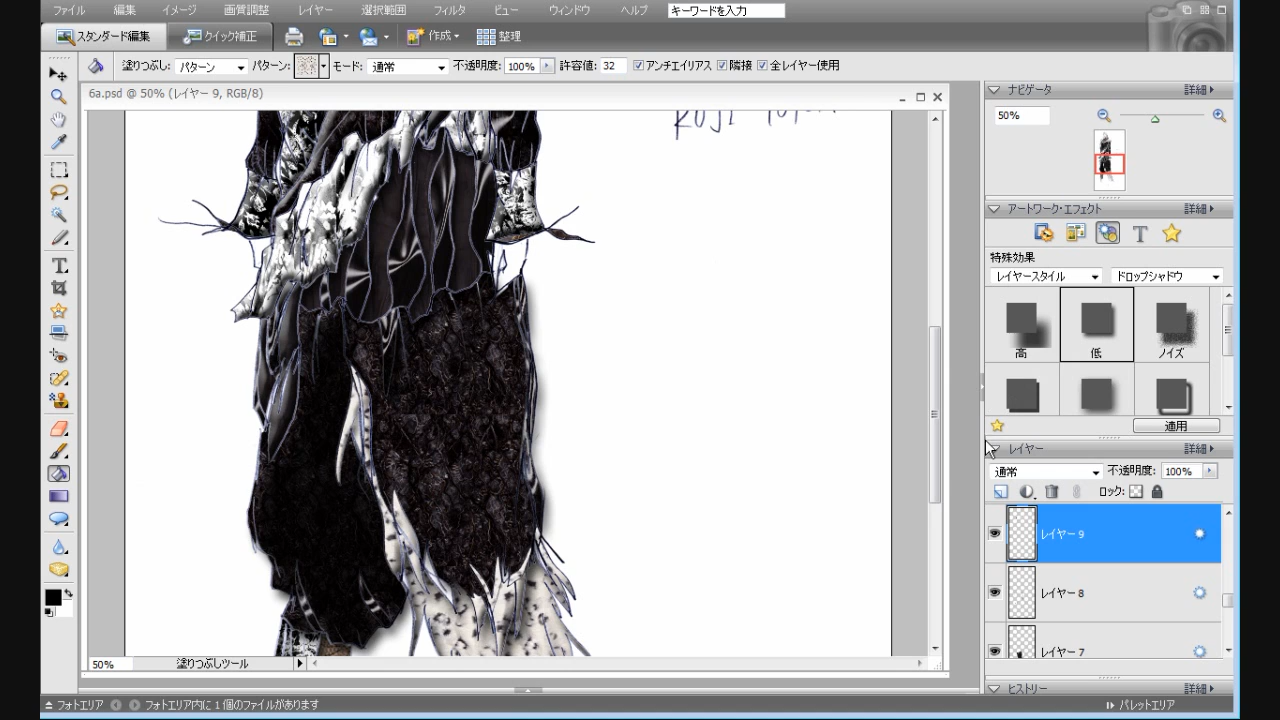 ファイル 編集 イメージ 画質調整 レイヤー 選択範囲 フィルタ ビュー ウィンドウ ヘルプ キーワードを入力
スタンダード編集 クイック補正 作成 整理
塗りつぶし: パターン パターン: モード: 通常 不透明度: 100% 許容値: 32 アンチエイリアス 隣接 全レイヤー使用
6a.psd @ 50% (レイヤー 9, RGB/8)
ナビゲータ 詳細
50%
アートワーク・エフェクト 詳細
特殊効果
レイヤースタイル ドロップシャドウ
高 低 ノイズ
適用
レイヤー 詳細
通常 不透明度: 100%
ロック:
レイヤー 9
レイヤー 8
レイヤー 7
50% 塗りつぶしツール
ヒストリー 詳細
フォトエリア フォトエリア内に 1 個のファイルがあります パレットエリア